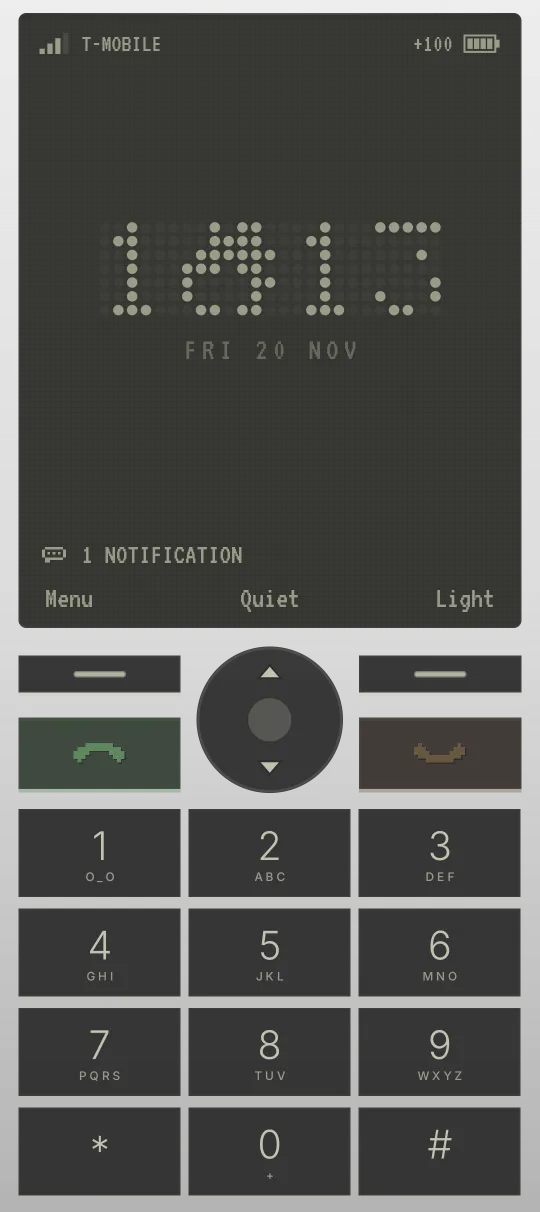 T-MOBILE +100
FRI 20 NOV
1 NOTIFICATION
Menu Quiet Light
1 2 3
O_O ABC DEF
4 5 6
GHI JKL MNO
7 8 9
PQRS TUV WXYZ
* 0 #
+